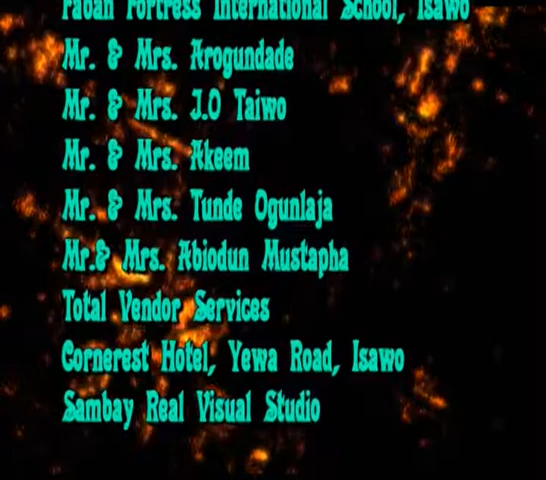 Fortress International School, Isawo
Mr. & Mrs. Arogundade
Mr. & Mrs. J.O Taiwo
Mr. & Mrs. Akeem
Mr. & Mrs. Tunde Ogunlaja
Mr.& Mrs. Abiodun Mustapha
Total Vendor Services
Cornerest Hotel, Yewa Road, Isawo
Sambay Real Visual Studio